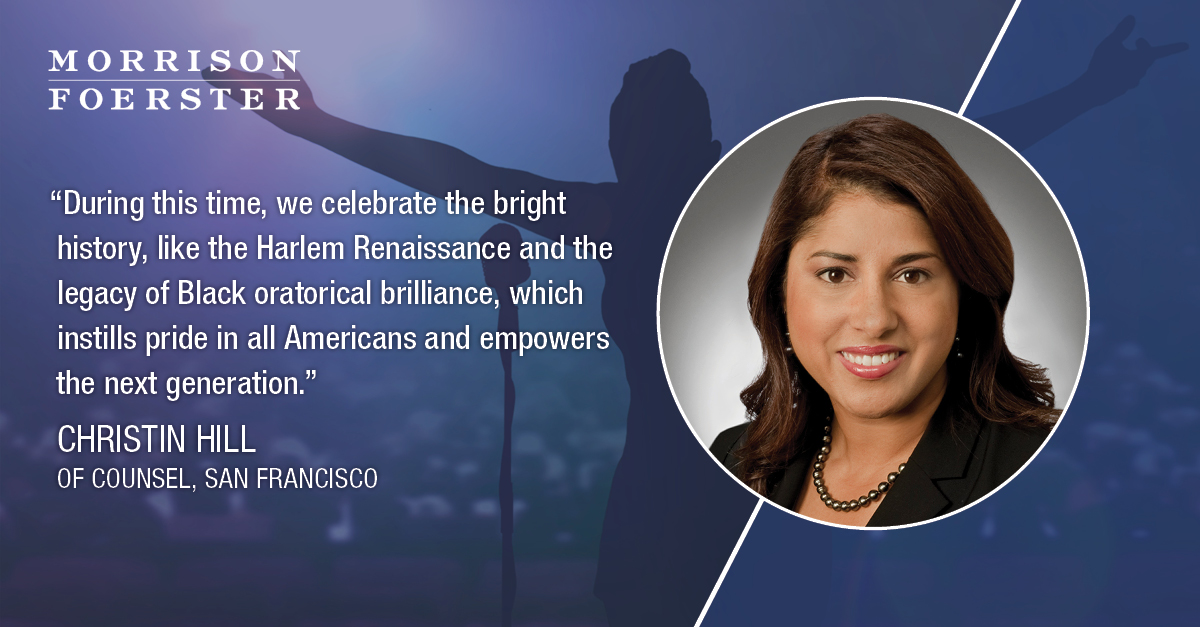 MORRISON
FOERSTER
“During this time, we celebrate the bright
history, like the Harlem Renaissance and the
legacy of Black oratorical brilliance, which
instills pride in all Americans and empowers
the next generation.”
CHRISTIN HILL
OF COUNSEL, SAN FRANCISCO